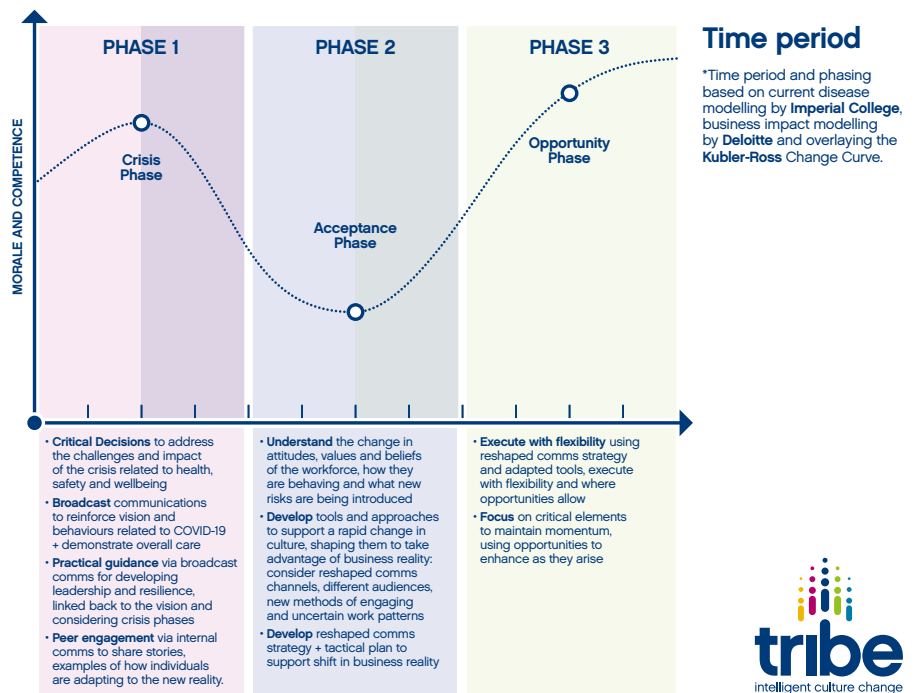 PHASE 1
PHASE 2
PHASE 3
Time period
*Time period and phasing
based on current disease
modelling by Imperial College,
business impact modelling
by Deloitte and overlaying the
Kubler-Ross Change Curve.
MORALE AND COMPETENCE
Crisis
Phase
Acceptance
Phase
Opportunity
Phase
• Critical Decisions to address
the challenges and impact
of the crisis related to health,
safety and wellbeing
• Broadcast communications
to reinforce vision and
behaviours related to COVID-19
+ demonstrate overall care
• Practical guidance via broadcast
comms for developing
leadership and resilience,
linked back to the vision and
considering crisis phases
• Peer engagement via internal
comms to share stories,
examples of how individuals
are adapting to the new reality.
• Understand the change in
attitudes, values and beliefs
of the workforce, how they
are behaving and what new
risks are being introduced
• Develop tools and approaches
to support a rapid change in
culture, shaping them to take
advantage of business reality:
consider reshaped comms
channels, different audiences,
new methods of engaging
and uncertain work patterns
• Develop reshaped comms
strategy + tactical plan to
support shift in business reality
• Execute with flexibility using
reshaped comms strategy
and adapted tools, execute
with flexibility and where
opportunities allow
• Focus on critical elements
to maintain momentum,
using opportunities to
enhance as they arise
tribe
intelligent culture change